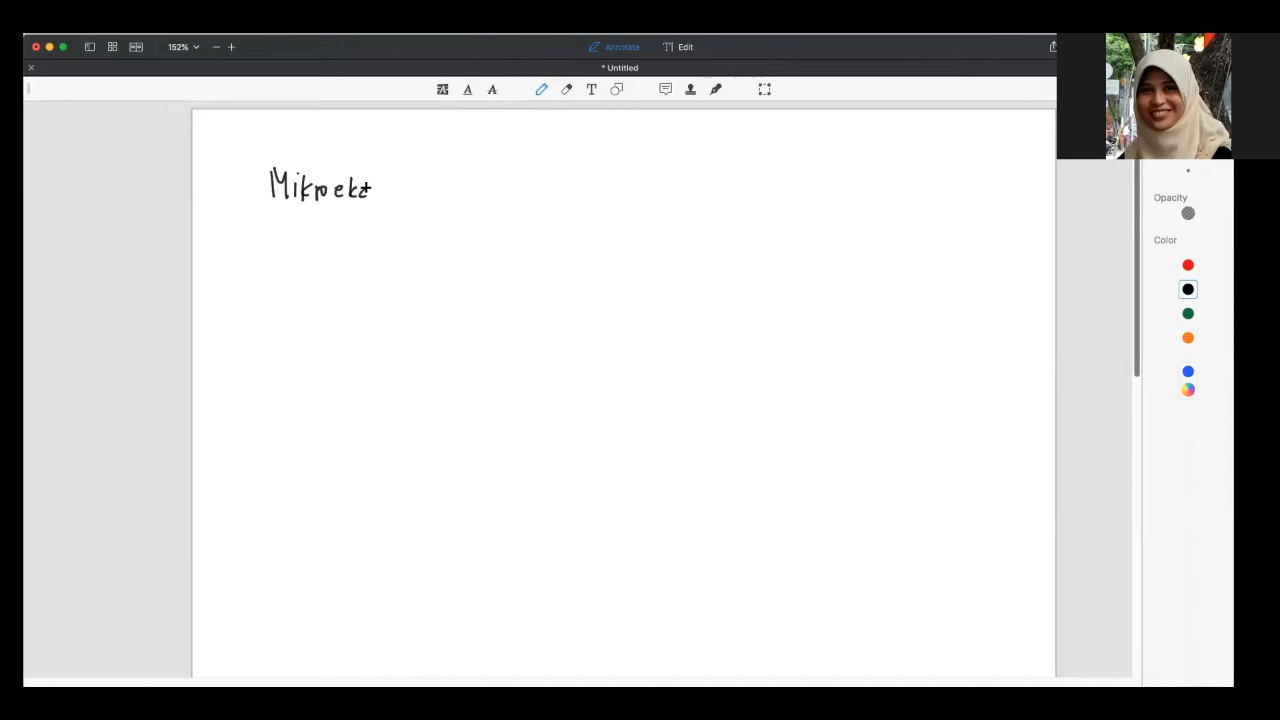 152%
Annotate
Edit
* Untitled
A A A T
Mikroek
Opacity
Color